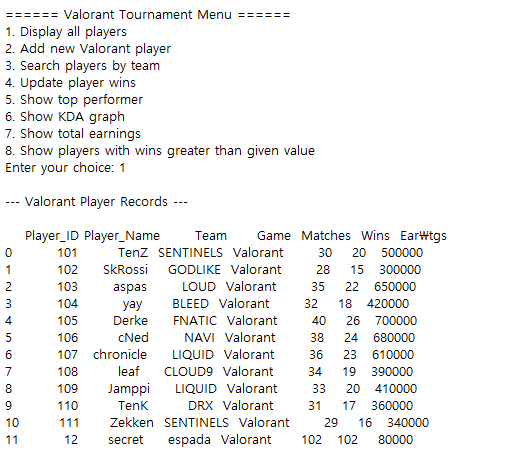 ====== Valorant Tournament Menu ======
1. Display all players
2. Add new Valorant player
3. Search players by team
4. Update player wins
5. Show top performer
6. Show KDA graph
7. Show total earnings
8. Show players with wins greater than given value
Enter your choice: 1
--- Valorant Player Records ---
Player_ID Player_Name Team Game Matches Wins Ear₩tgs
0 101 TenZ SENTINELS Valorant 30 20 500000
1 102 SkRossi GODLIKE Valorant 28 15 300000
2 103 aspas LOUD Valorant 35 22 650000
3 104 yay BLEED Valorant 32 18 420000
4 105 Derke FNATIC Valorant 40 26 700000
5 106 cNed NAVI Valorant 38 24 680000
6 107 chronicle LIQUID Valorant 36 23 610000
7 108 leaf CLOUD9 Valorant 34 19 390000
8 109 Jamppi LIQUID Valorant 33 20 410000
9 110 TenK DRX Valorant 31 17 360000
10 111 Zekken SENTINELS Valorant 29 16 340000
11 12 secret espada Valorant 102 102 80000